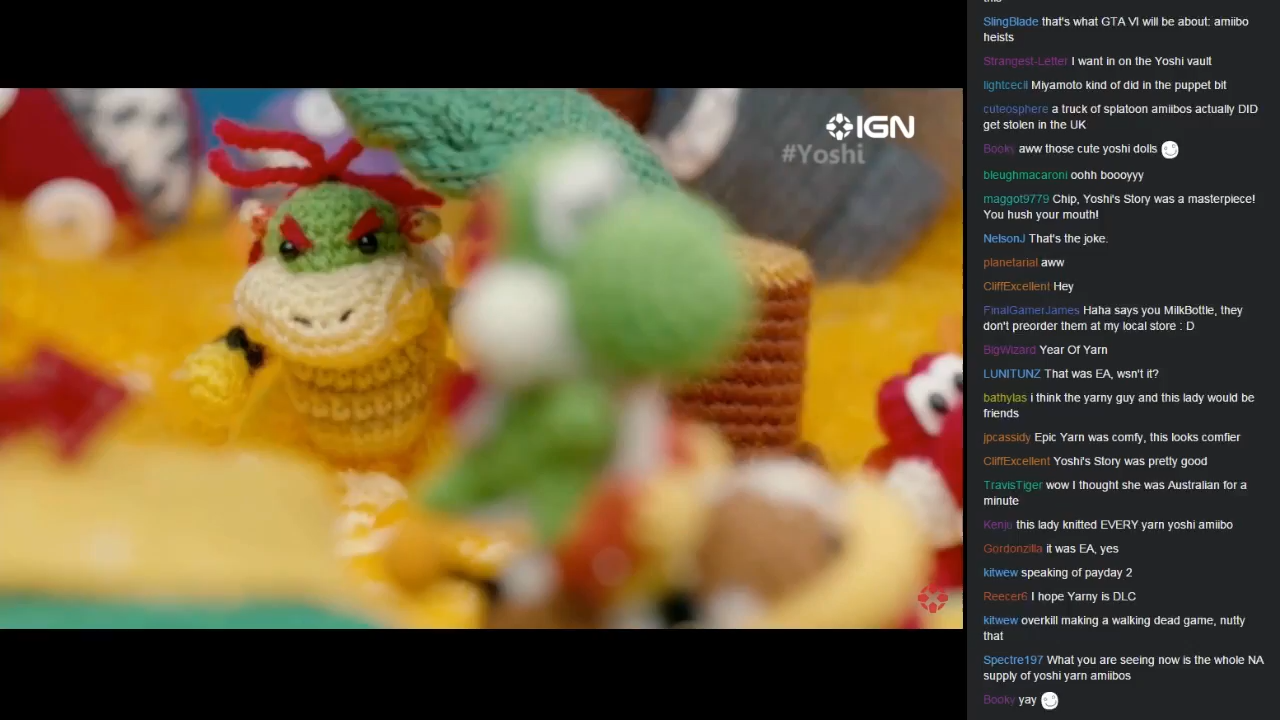 IGN
#Yoshi
SlingBlade that's what GTA VI will be about: amiibo
heists
Strangest-Letter I want in on the Yoshi vault
lightcecil Miyamoto kind of did in the puppet bit
cuteosphere a truck of splatoon amiibos actually DID
get stolen in the UK
Booky aww those cute yoshi dolls
bleughmacaroni oohh boooyyy
maggot9779 Chip, Yoshi's Story was a masterpiece!
You hush your mouth!
NelsonJ That's the joke.
planetarial aww
CliffExcellent Hey
FinalGamerJames Haha says you MilkBottle, they
don't preorder them at my local store : D
BigWizard Year Of Yarn
LUNITUNZ That was EA, wsn't it?
bathylas i think the yarny guy and this lady would be
friends
jpcassidy Epic Yarn was comfy, this looks comfier
CliffExcellent Yoshi's Story was pretty good
TravisTiger wow I thought she was Australian for a
minute
Kenju this lady knitted EVERY yarn yoshi amiibo
Gordonzilla it was EA, yes
kitwew speaking of payday 2
Reecer6 I hope Yarny is DLC
kitwew overkill making a walking dead game, nutty
that
Spectre197 What you are seeing now is the whole NA
supply of yoshi yarn amiibos
Booky yay